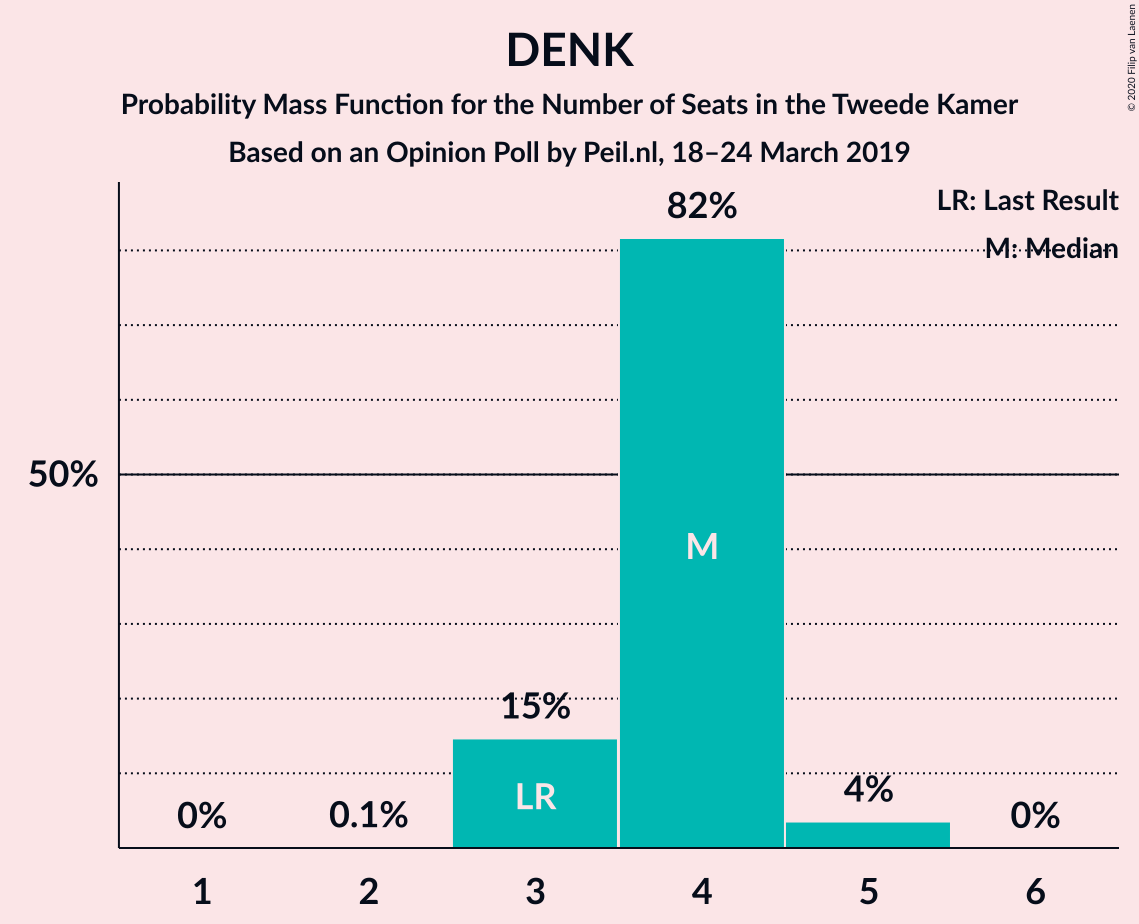 DENK
Probability Mass Function for the Number of Seats in the Tweede Kamer
Based on an Opinion Poll by Peil.nl, 18–24 March 2019
© 2020 Filip van Laenen
LR: Last Result
M: Median
82%
50%
M
15%
LR
4%
0%
0.1%
0%
1 2 3 4 5 6